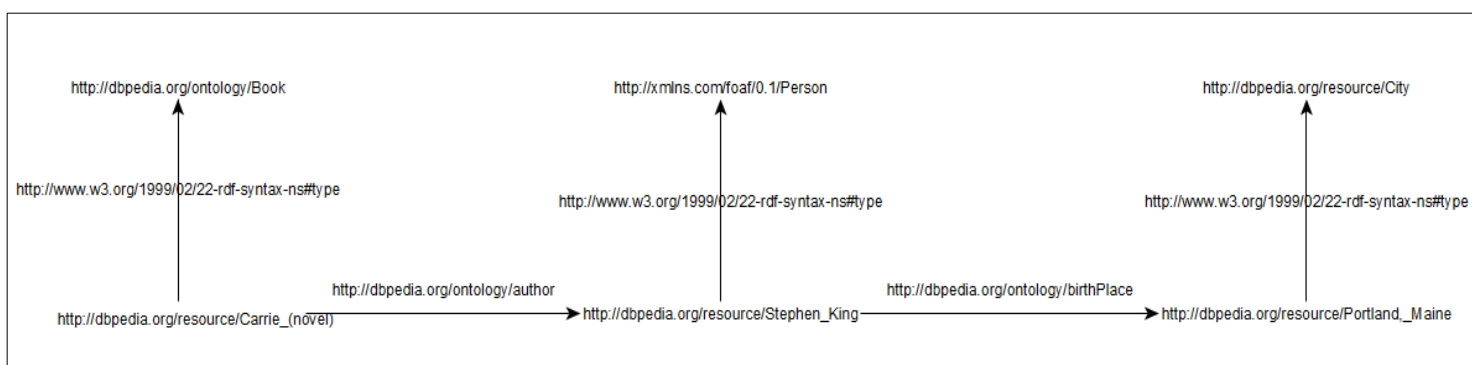 http://dbpedia.org/ontology/Book
http://xmlns.com/foaf/0.1/Person
http://dbpedia.org/resource/City
http://www.w3.org/1999/02/22-rdf-syntax-ns#type
http://www.w3.org/1999/02/22-rdf-syntax-ns#type
http://www.w3.org/1999/02/22-rdf-syntax-ns#type
http://dbpedia.org/ontology/author
http://dbpedia.org/ontology/birthPlace
http://dbpedia.org/resource/Carrie_(novel)
http://dbpedia.org/resource/Stephen_King
http://dbpedia.org/resource/Portland,_Maine